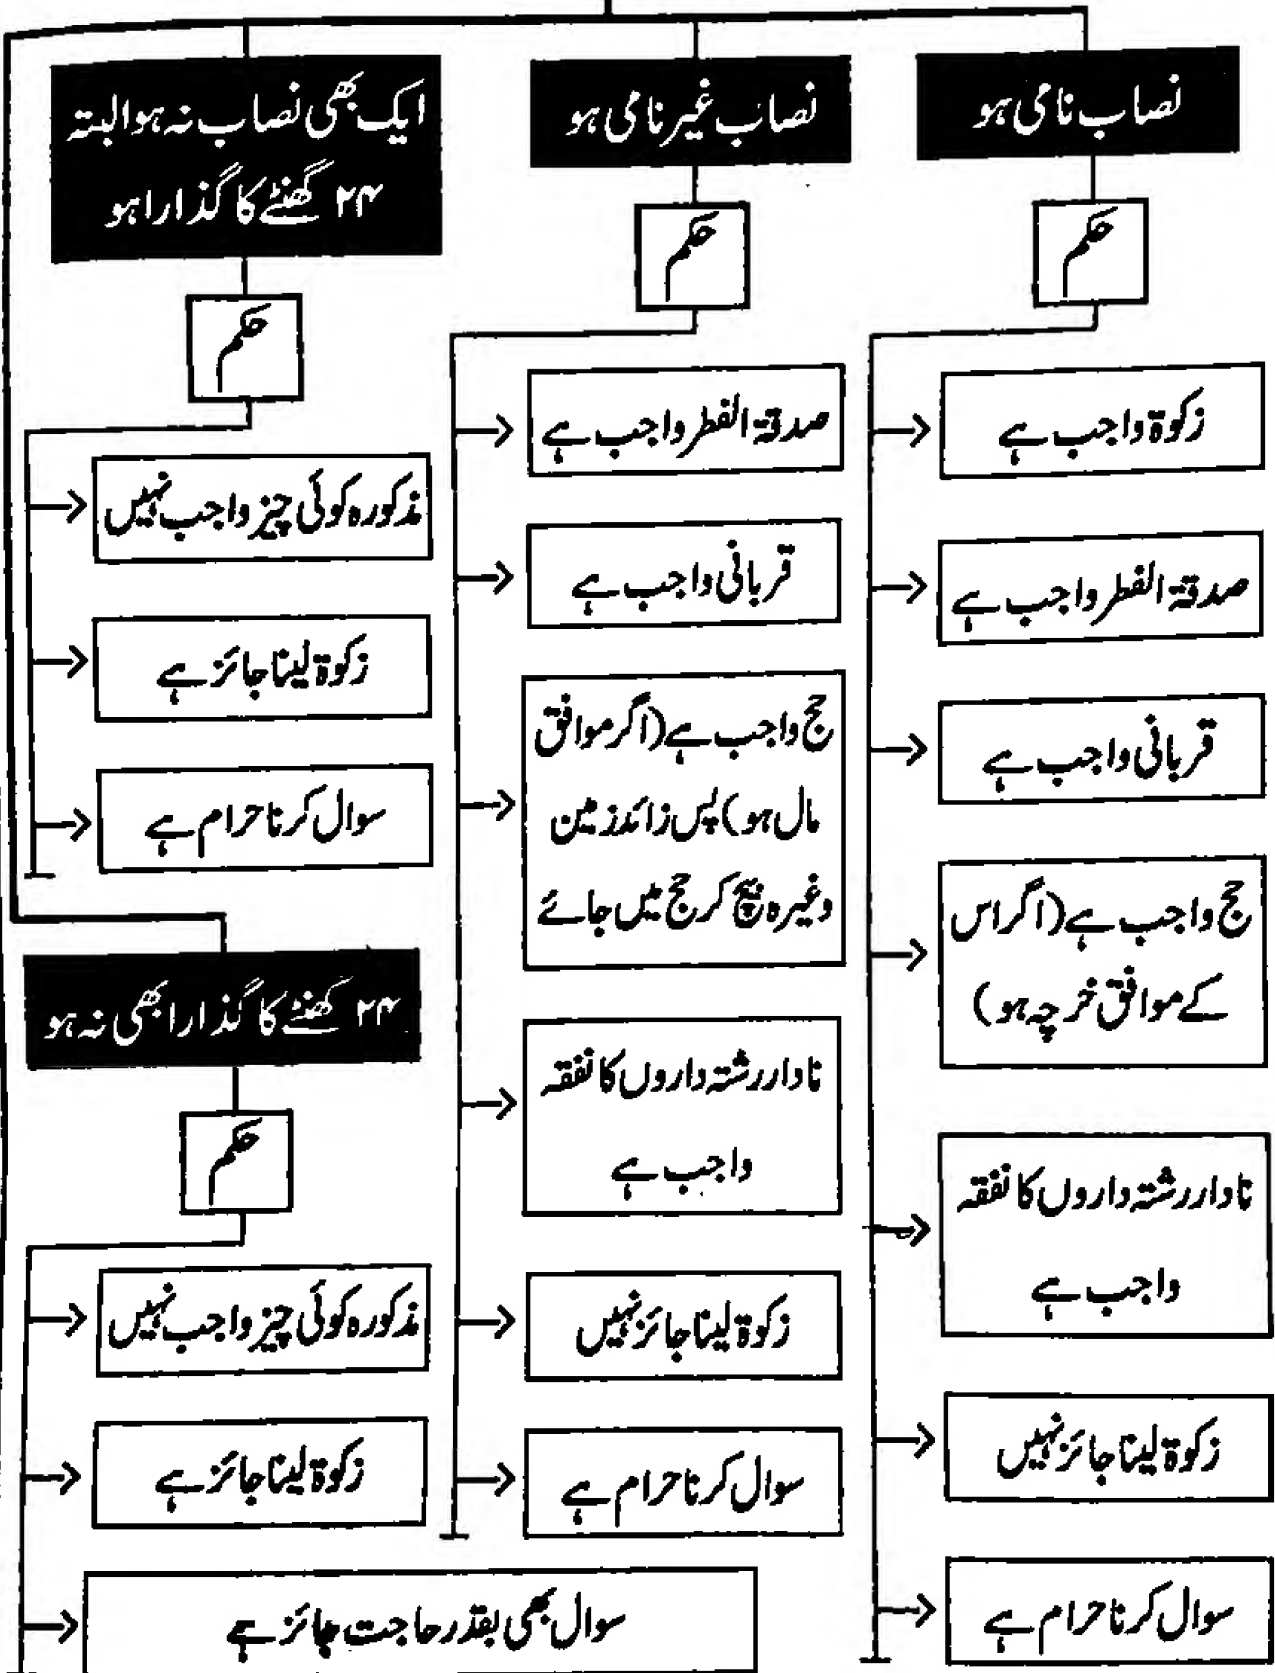 نصاب نامی ہو
حکم
زکوۃ واجب ہے
صدقۃ الفطر واجب ہے
قربانی واجب ہے
حج واجب ہے (اگر اس
کے موافق خرچہ ہو)
نادار رشتہ داروں کا نفقہ
واجب ہے
زکوۃ لینا جائز نہیں
سوال کرنا حرام ہے
نصاب غیر نامی ہو
حکم
صدقۃ الفطر واجب ہے
قربانی واجب ہے
حج واجب ہے (اگر موافق
مال ہو) پس زائد زمین
وغیرہ بیچ کر حج میں جائے
نادار رشتہ داروں کا نفقہ
واجب ہے
زکوۃ لینا جائز نہیں
سوال کرنا حرام ہے
ایک بھی نصاب نہ ہو البتہ
۲۴ گھنٹے کا گذارا ہو
حکم
مذکورہ کوئی چیز واجب نہیں
زکوۃ لینا جائز ہے
سوال کرنا حرام ہے
۲۴ گھنٹے کا گذارا بھی نہ ہو
حکم
مذکورہ کوئی چیز واجب نہیں
زکوۃ لینا جائز ہے
سوال بھی بقدر حاجت جائز ہے